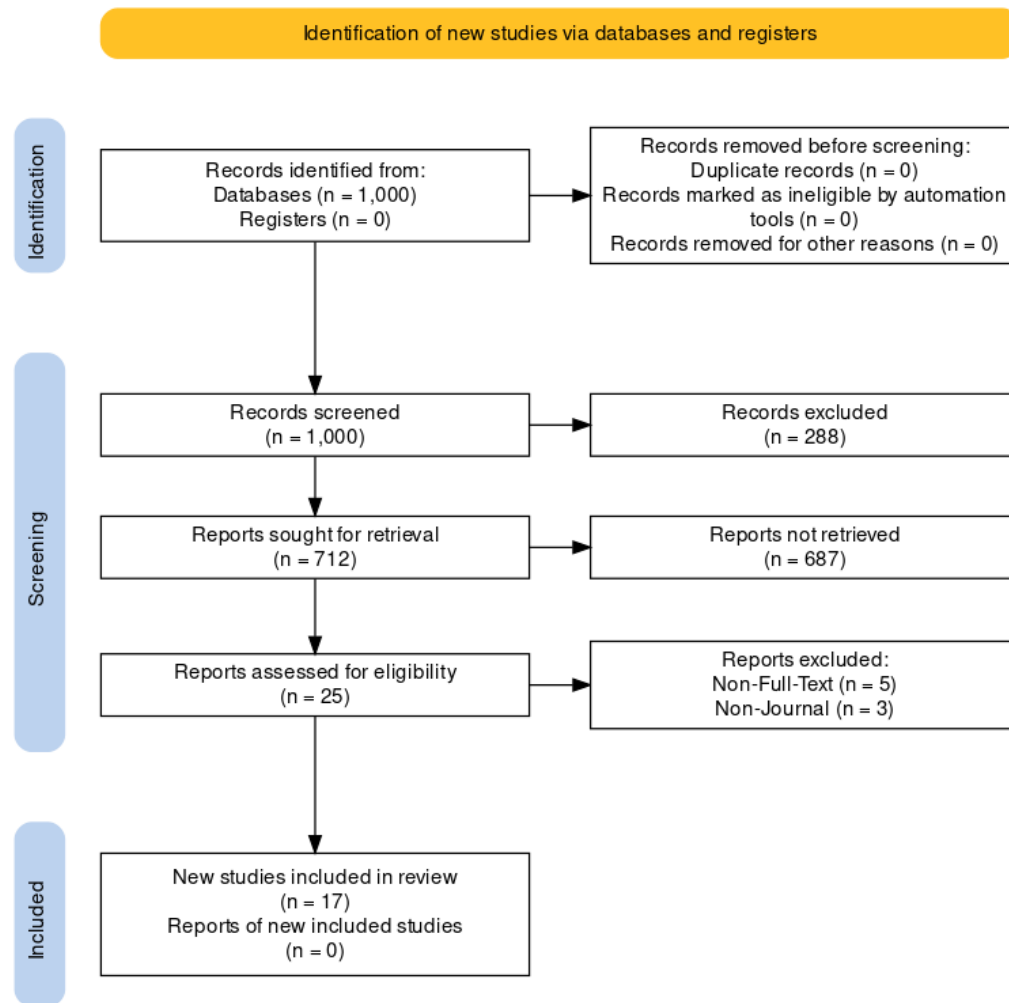 Identification of new studies via databases and registers
Identification
Records identified from:
Databases (n = 1,000)
Registers (n = 0)
Records removed before screening:
Duplicate records (n = 0)
Records marked as ineligible by automation
tools (n = 0)
Records removed for other reasons (n = 0)
Screening
Records screened
(n = 1,000)
Records excluded
(n = 288)
Reports sought for retrieval
(n = 712)
Reports not retrieved
(n = 687)
Reports assessed for eligibility
(n = 25)
Reports excluded:
Non-Full-Text (n = 5)
Non-Journal (n = 3)
Included
New studies included in review
(n = 17)
Reports of new included studies
(n = 0)